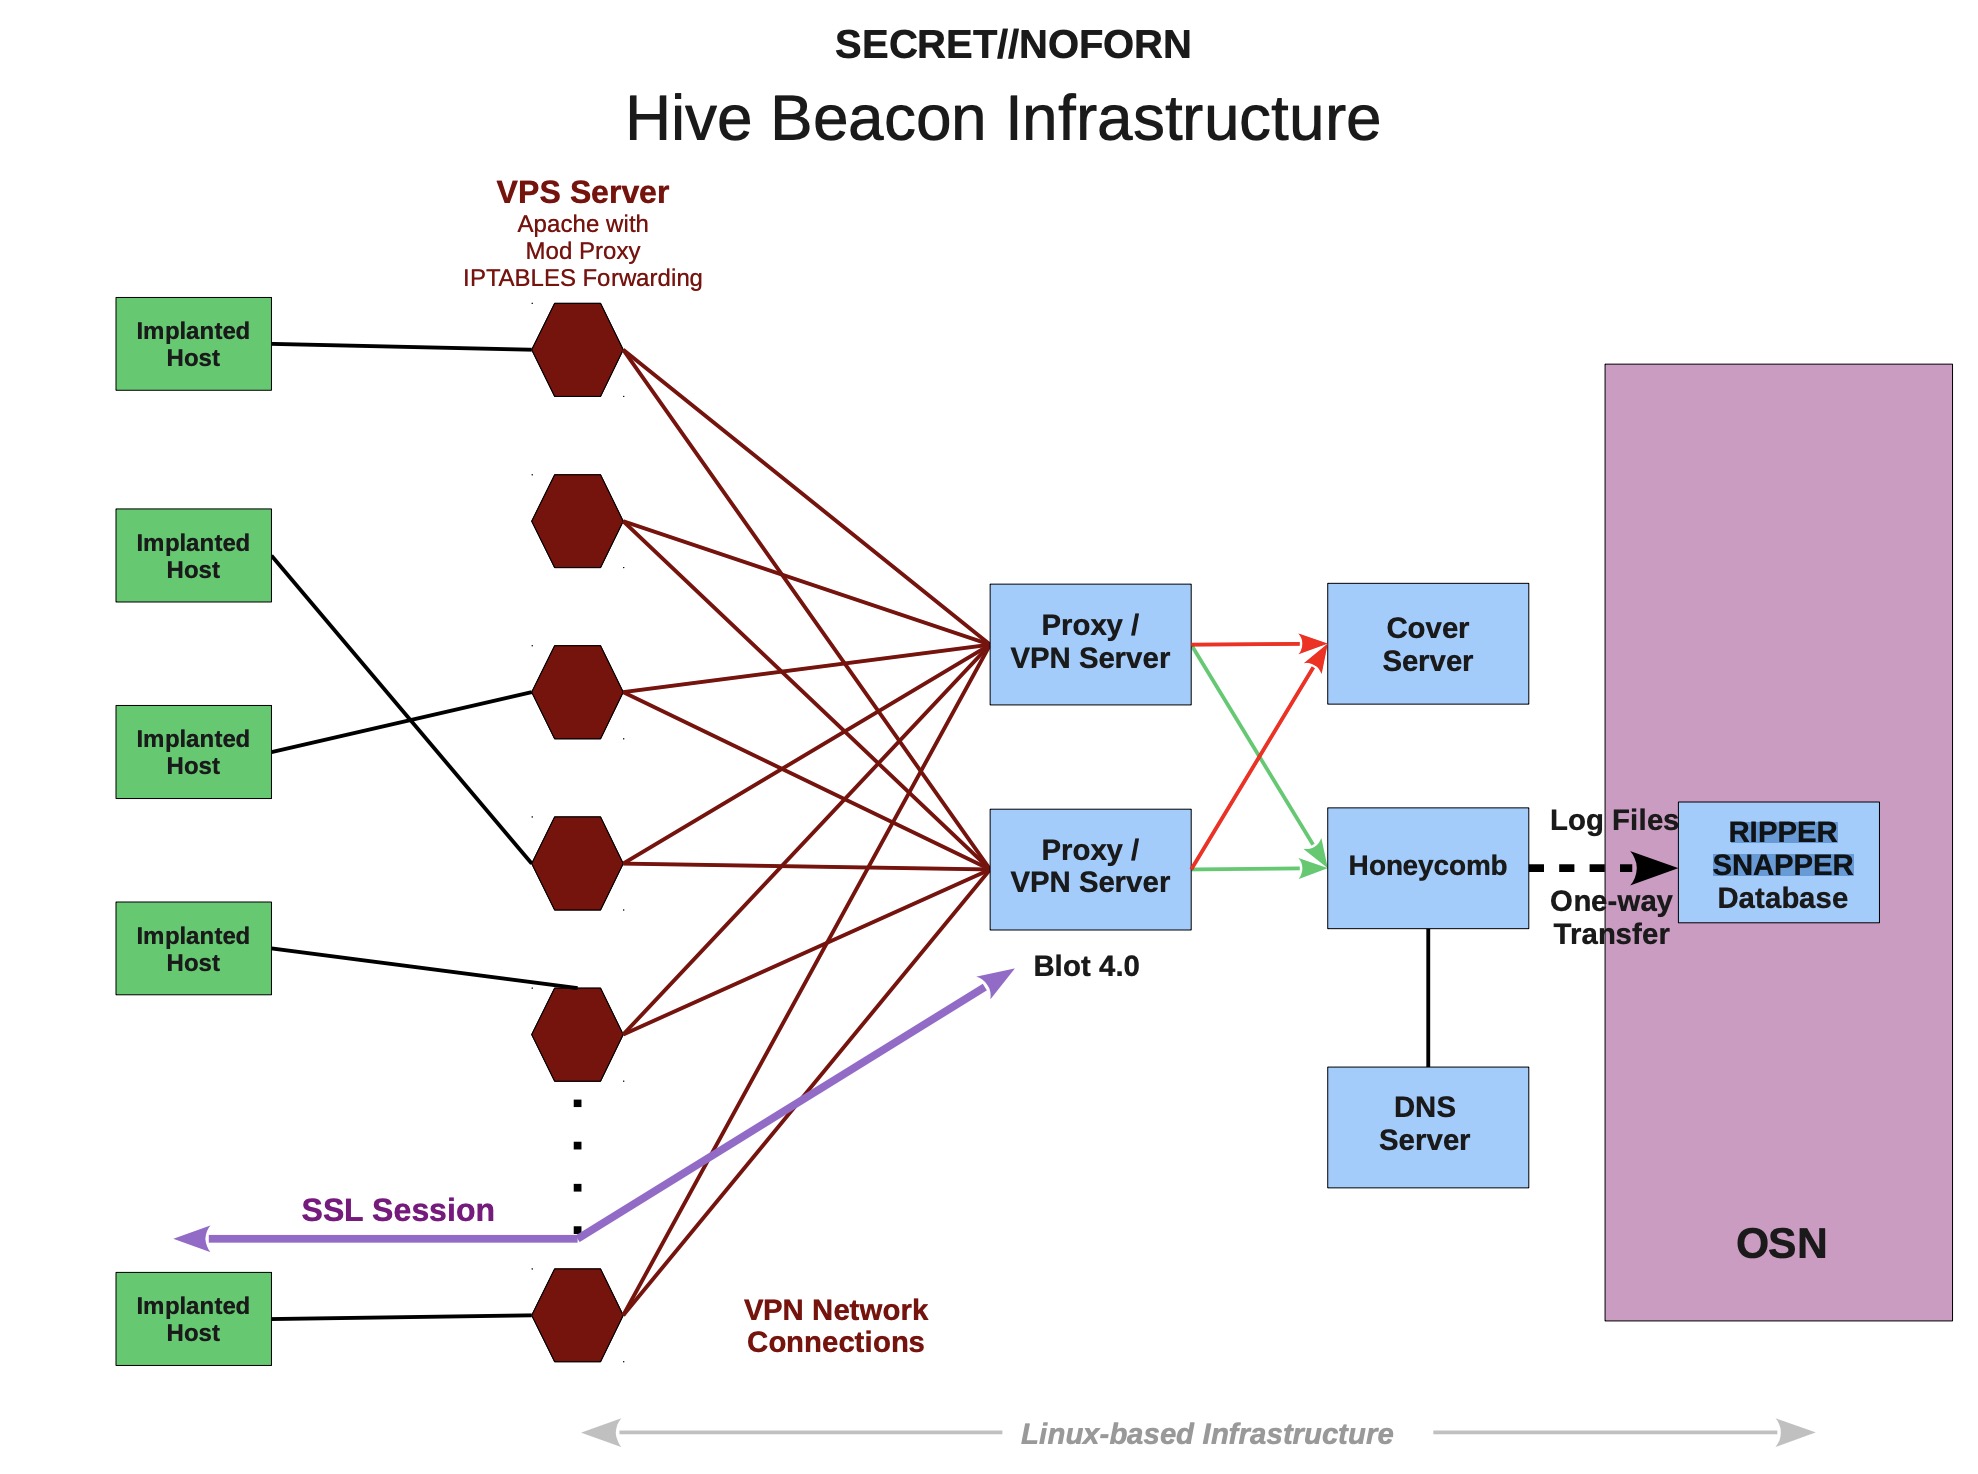 SECRET//NOFORN
Hive Beacon Infrastructure
VPS Server
Apache with
Mod Proxy
IPTABLES Forwarding
Implanted
Host
Implanted
Host
Implanted
Host
Implanted
Host
Implanted
Host
SSL Session
VPN Network
Connections
Proxy /
VPN Server
Proxy /
VPN Server
Blot 4.0
Cover
Server
Honeycomb
DNS
Server
Log Files
One-way
Transfer
RIPPER
SNAPPER
Database
OSN
Linux-based Infrastructure